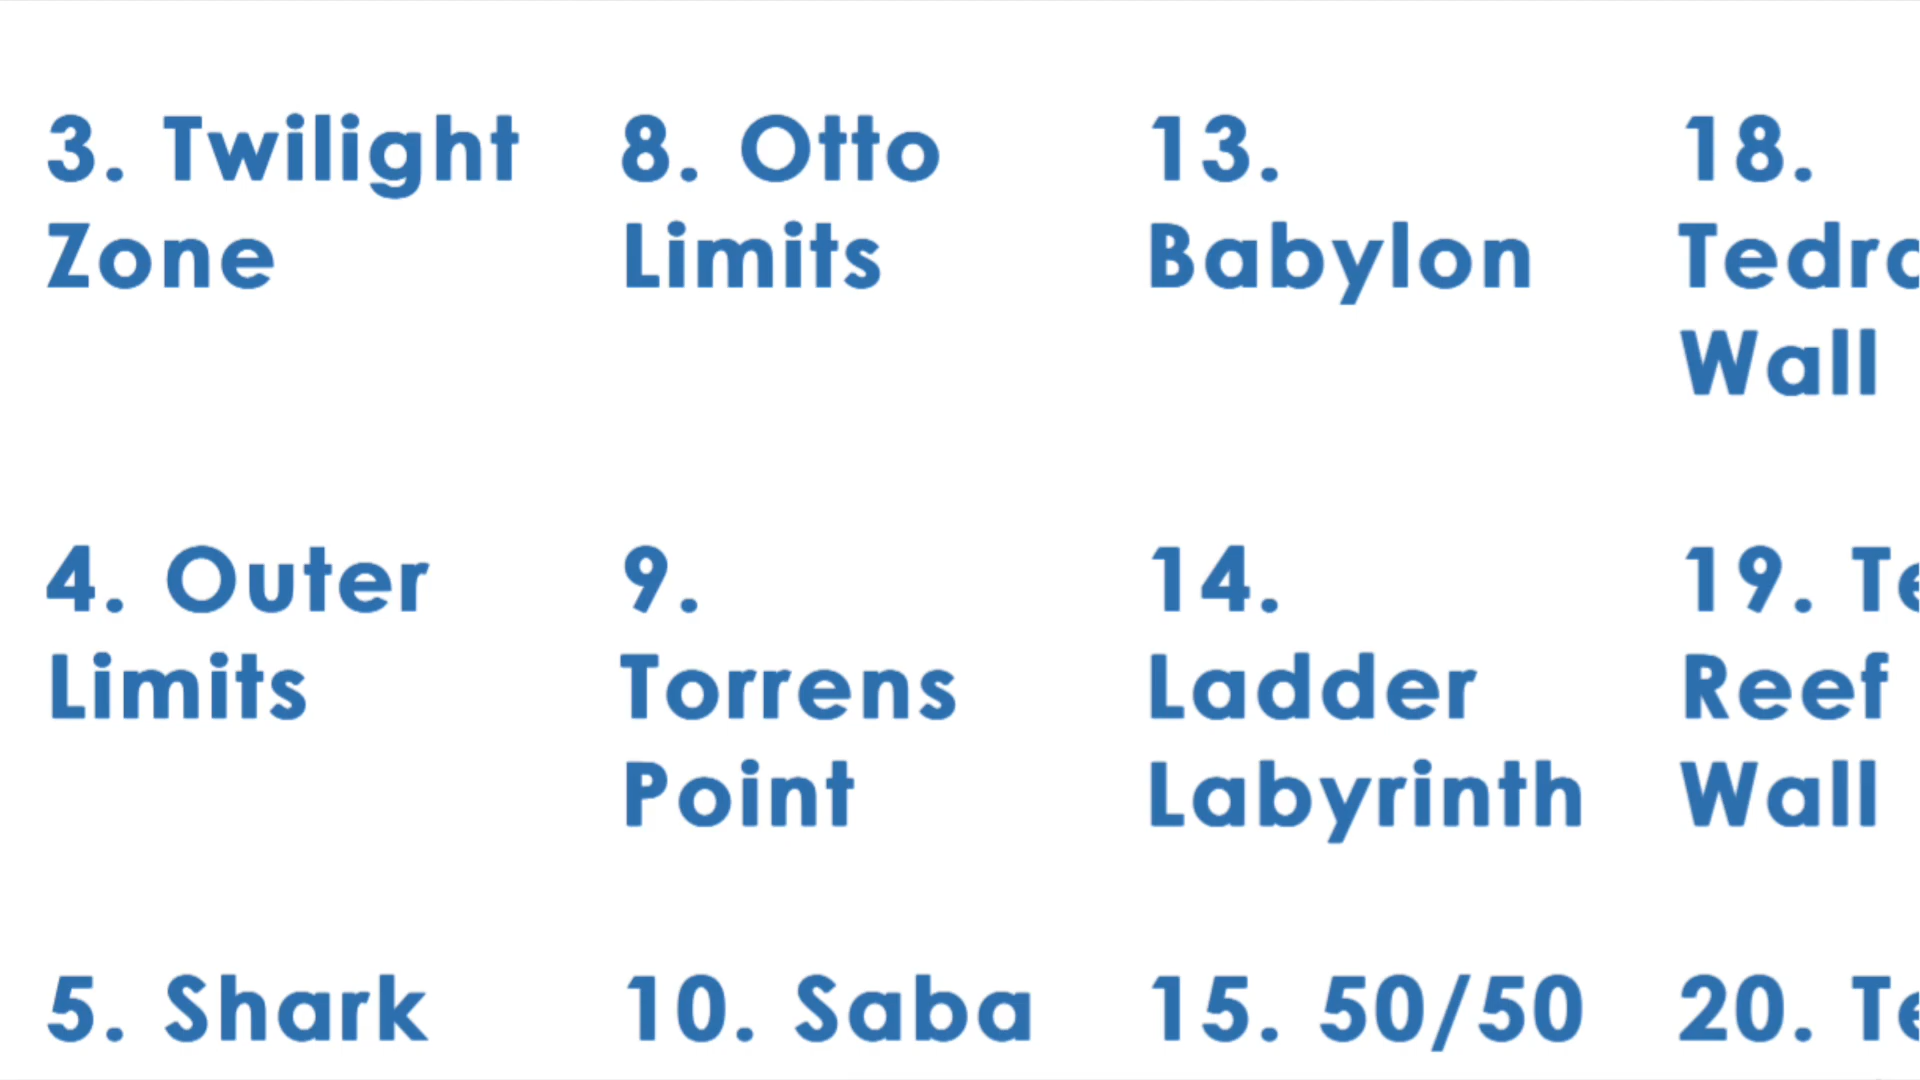 3. Twilight
Zone
8. Otto
Limits
13.
Babylon
18.
Wall
4. Outer
Limits
9.
Torrens
Point
14.
Ladder
Labyrinth
19.
Reef
Wall
5. Shark
10. Saba
15. 50/50
20.